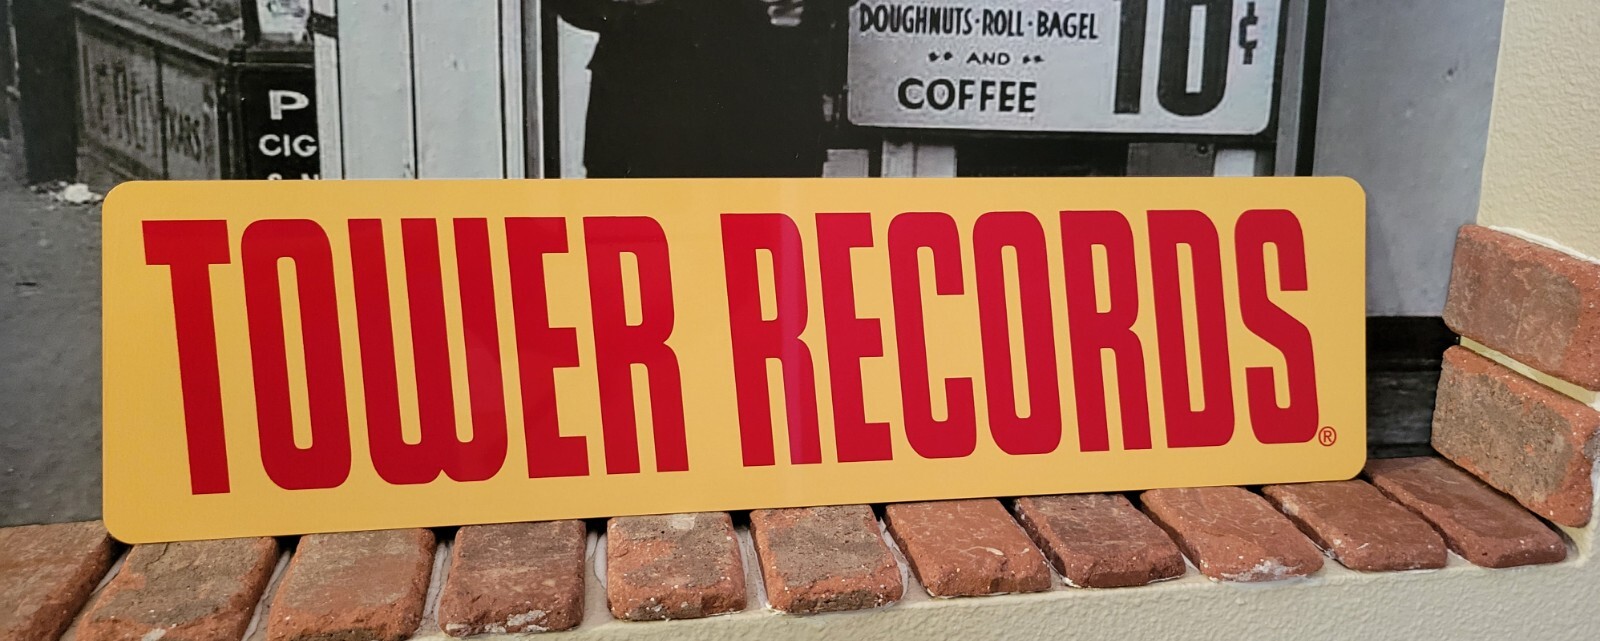 DOUGHNUTS·ROLL·BAGEL
AND
COFFEE
10¢
P
CIG
TOWER RECORDS®